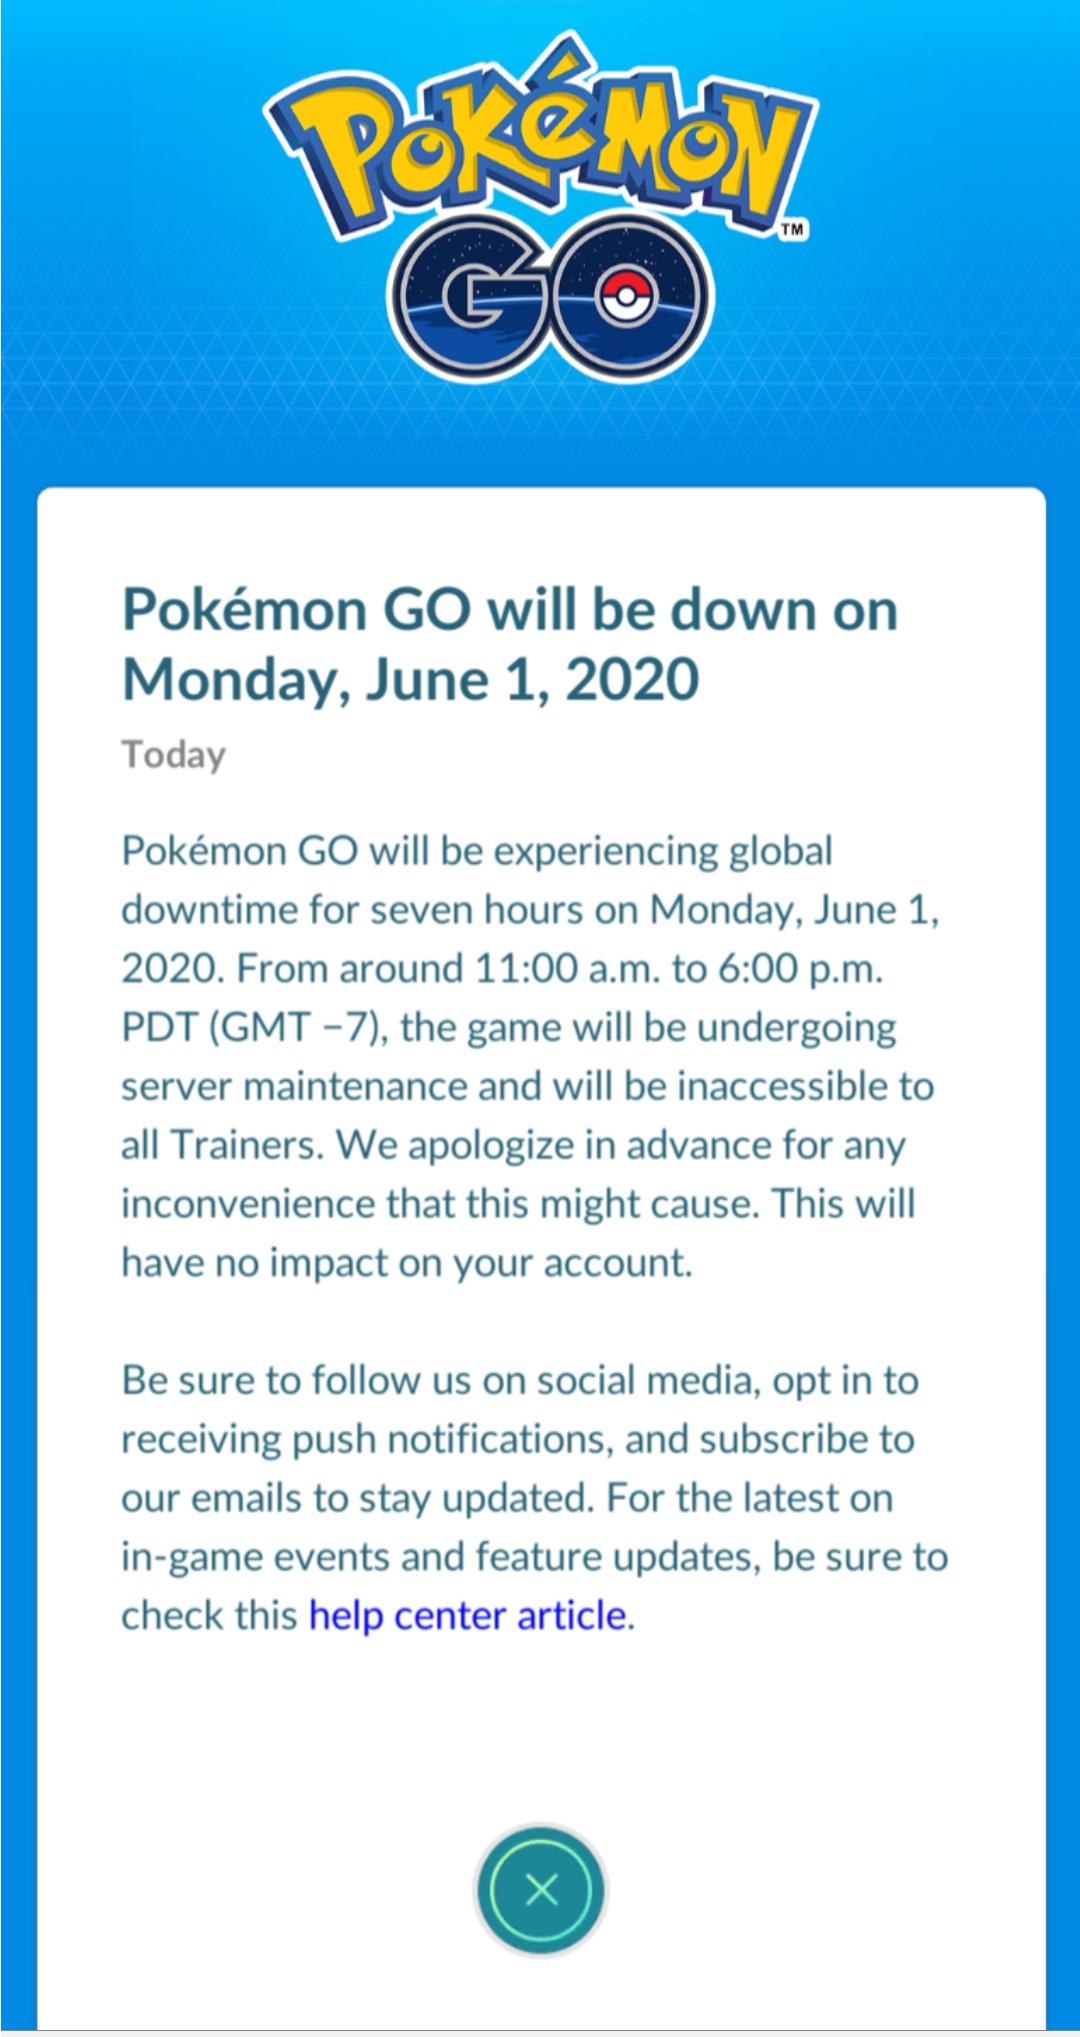 POKéMON
TM
GO
Pokémon GO will be down on
Monday, June 1, 2020
Today
Pokémon GO will be experiencing global
downtime for seven hours on Monday, June 1,
2020. From around 11:00 a.m. to 6:00 p.m.
PDT (GMT −7), the game will be undergoing
server maintenance and will be inaccessible to
all Trainers. We apologize in advance for any
inconvenience that this might cause. This will
have no impact on your account.
Be sure to follow us on social media, opt in to
receiving push notifications, and subscribe to
our emails to stay updated. For the latest on
in-game events and feature updates, be sure to
check this help center article.